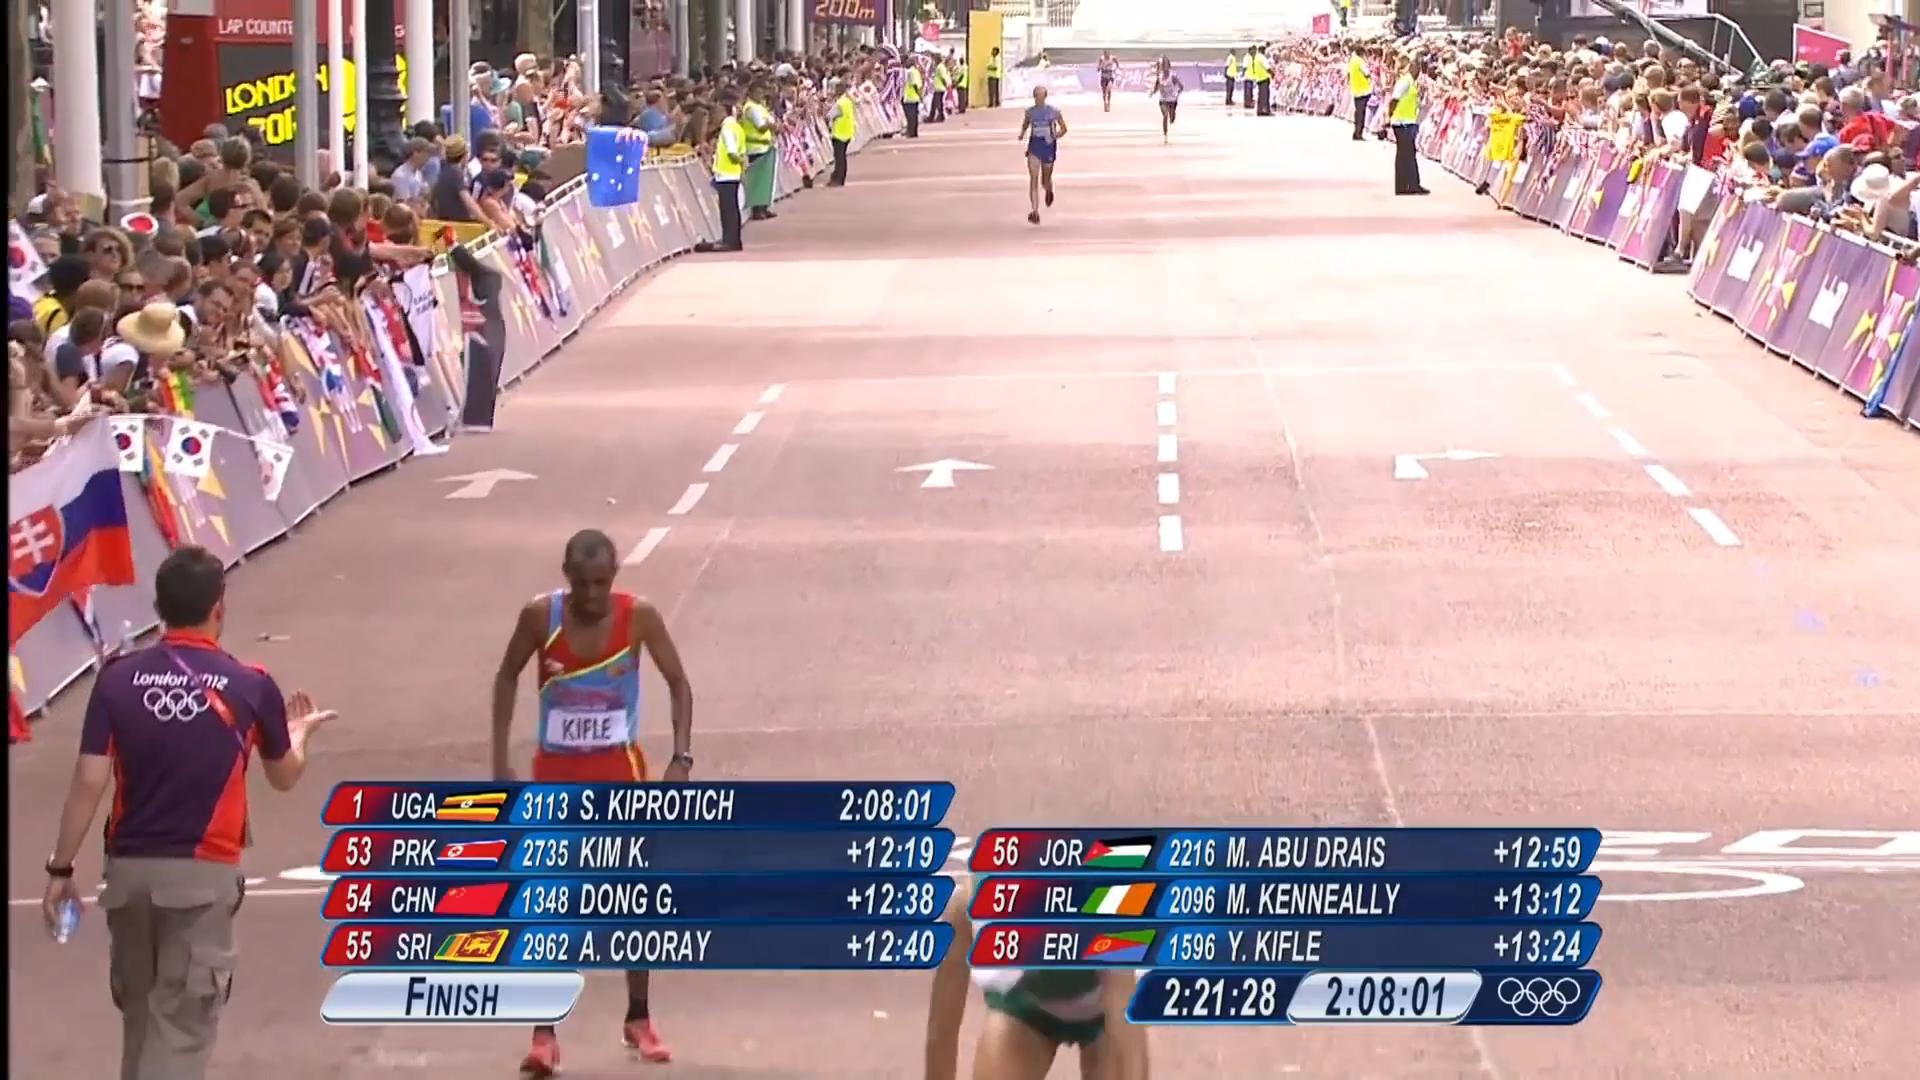 LAP COUNTE
200m
LONDON
201
London 2012
KIFLE
1 UGA 3113 S. KIPROTICH 2:08:01
53 PRK 2735 KIM K. +12:19
54 CHN 1348 DONG G. +12:38
55 SRI 2962 A. COORAY +12:40
56 JOR 2216 M. ABU DRAIS +12:59
57 IRL 2096 M. KENNEALLY +13:12
58 ERI 1596 Y. KIFLE +13:24
FINISH
2:21:28 2:08:01